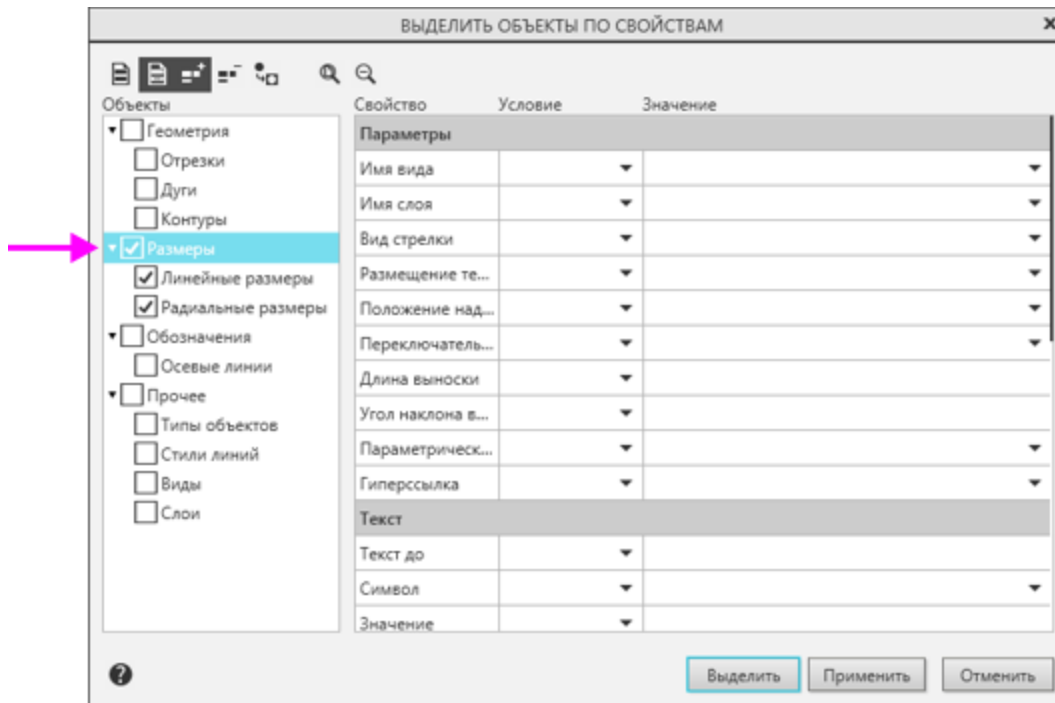 ВЫДЕЛИТЬ ОБЪЕКТЫ ПО СВОЙСТВАМ
Объекты
Геометрия
Отрезки
Дуги
Контуры
Размеры
Линейные размеры
Радиальные размеры
Обозначения
Осевые линии
Прочее
Типы объектов
Стили линий
Виды
Слои
Свойство Условие Значение
Параметры
Имя вида
Имя слоя
Вид стрелки
Размещение те...
Положение над...
Переключатель...
Длина выноски
Угол наклона в...
Параметрическ...
Гиперссылка
Текст
Текст до
Символ
Значение
Выделить Применить Отменить